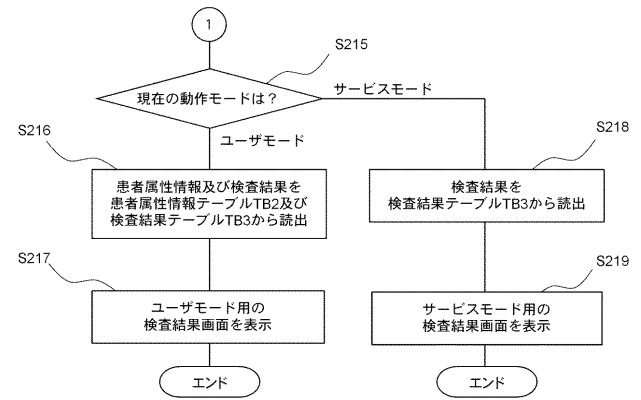 1
S215
現在の動作モードは？
サービスモード
ユーザモード
S216
患者属性情報及び検査結果を
患者属性情報テーブルTB2及び
検査結果テーブルTB3から読出
S218
検査結果を
検査結果テーブルTB3から読出
S217
ユーザモード用の
検査結果画面を表示
S219
サービスモード用の
検査結果画面を表示
エンド
エンド